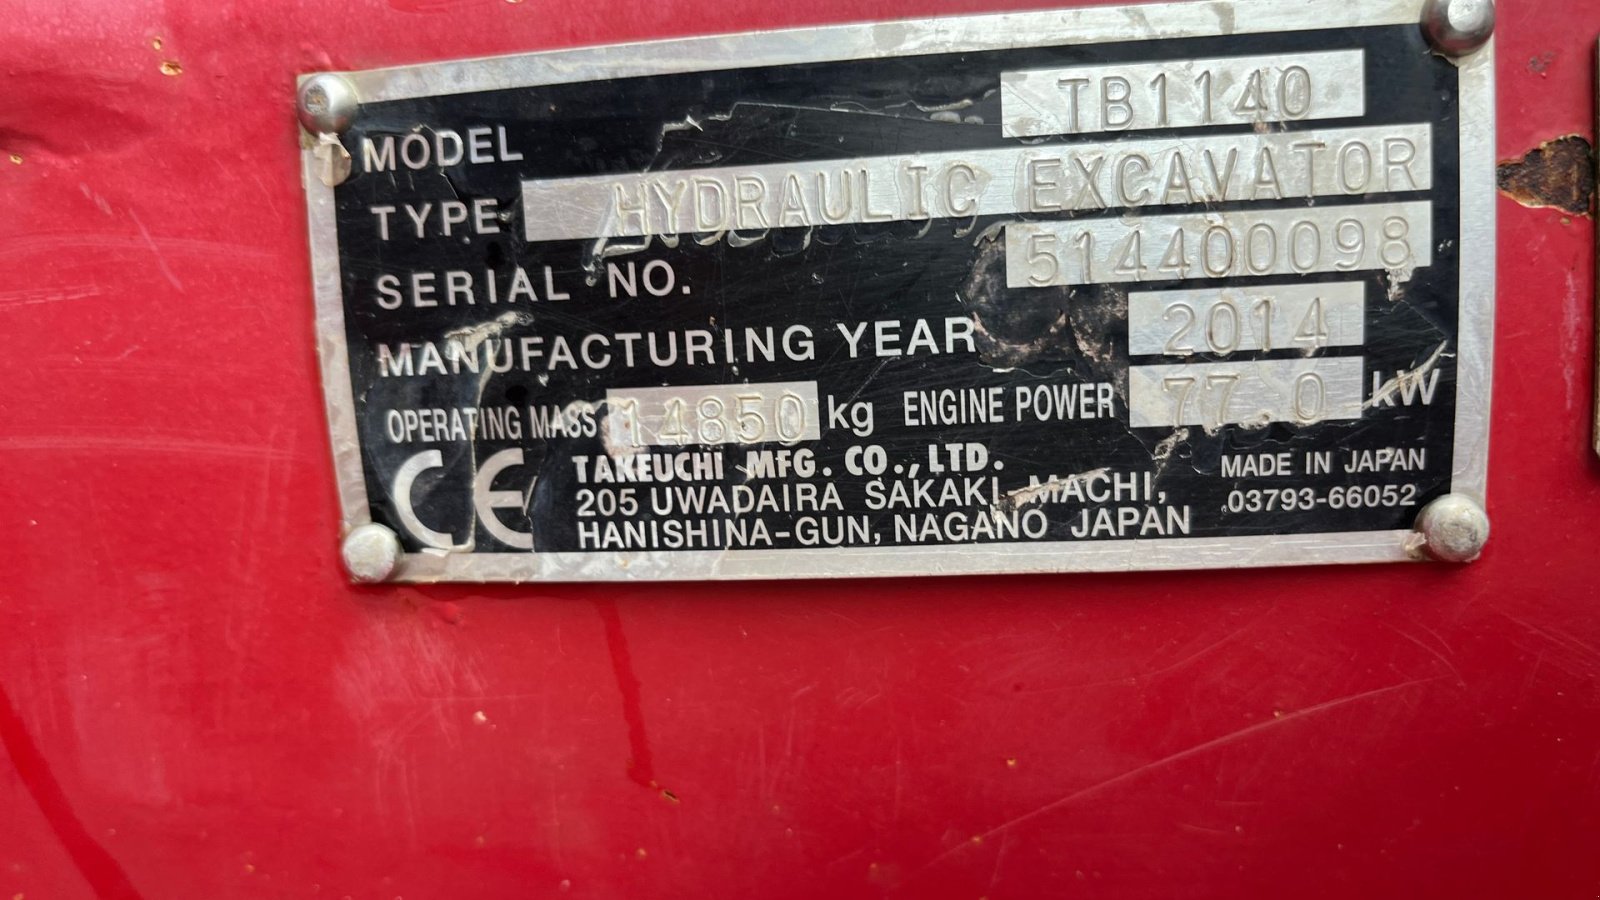 MODEL TB1140
TYPE HYDRAULIC EXCAVATOR
SERIAL NO. 514400098
MANUFACTURING YEAR 2014
OPERATING MASS 14850 kg ENGINE POWER 77.0 kW
CE
TAKEUCHI MFG. CO., LTD.
205 UWADAIRA SAKAKI-MACHI,
HANISHINA-GUN, NAGANO JAPAN
MADE IN JAPAN
03793-66052